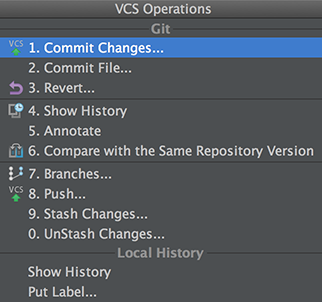 VCS Operations
Git
VCS 1. Commit Changes...
2. Commit File...
3. Revert...
4. Show History
5. Annotate
6. Compare with the Same Repository Version
7. Branches...
VCS 8. Push...
9. Stash Changes...
0. UnStash Changes...
Local History
Show History
Put Label...